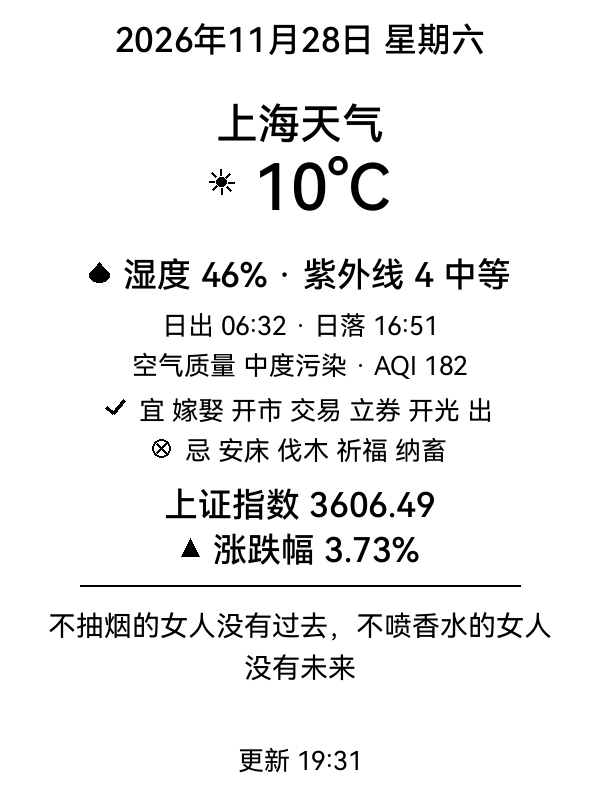 2026年11月28日 星期六
上海天气
10°C
湿度 46% · 紫外线 4 中等
日出 06:32 · 日落 16:51
空气质量 中度污染 · AQI 182
宜 嫁娶 开市 交易 立券 开光 出
忌 安床 伐木 祈福 纳畜
上证指数 3606.49
▲ 涨跌幅 3.73%
不抽烟的女人没有过去，不喷香水的女人
没有未来
更新 19:31